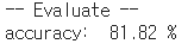 -- Evaluate --
accuracy:  81.82 %